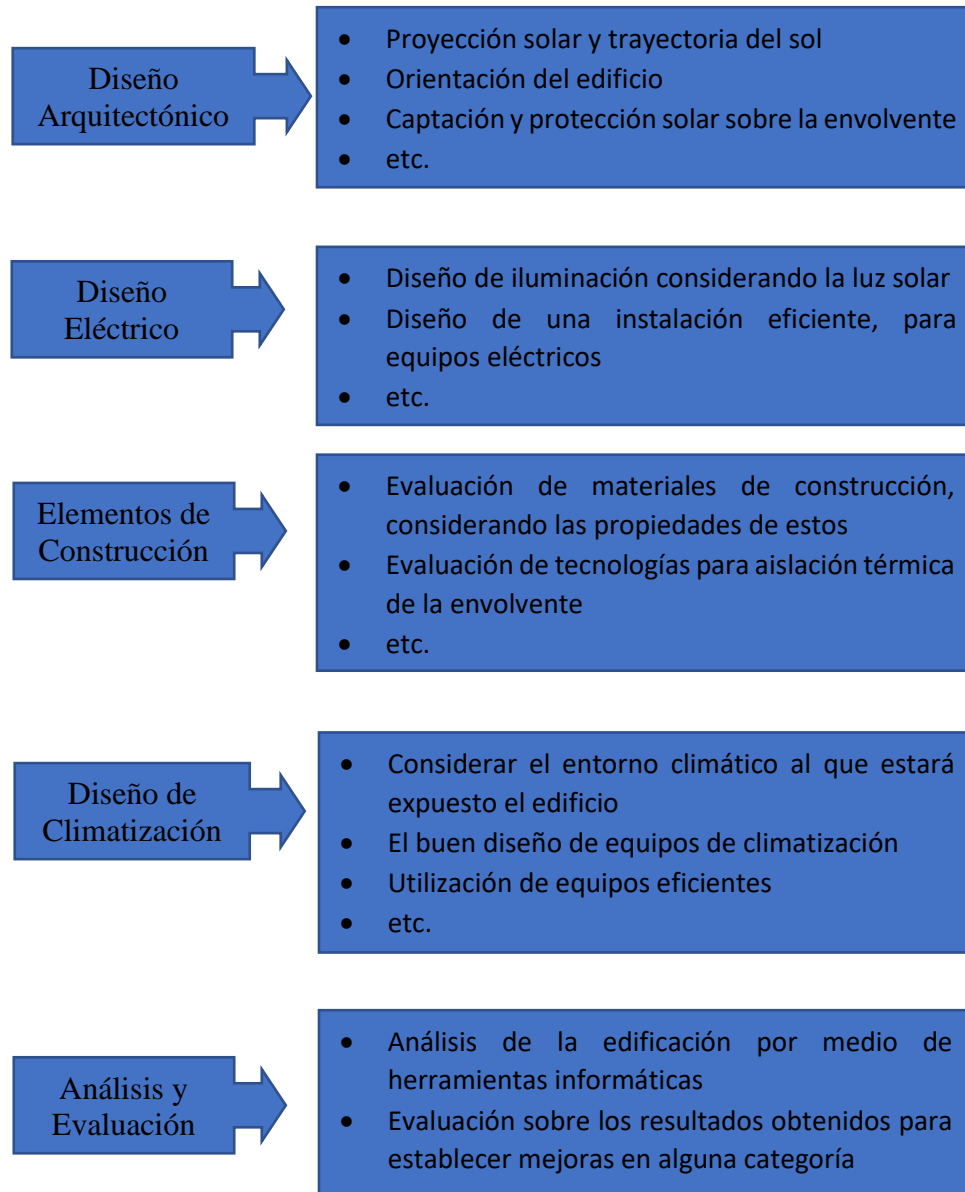 Diseño
Arquitectónico
• Proyección solar y trayectoria del sol
• Orientación del edificio
• Captación y protección solar sobre la envolvente
• etc.
Diseño
Eléctrico
• Diseño de iluminación considerando la luz solar
• Diseño de una instalación eficiente, para
equipos eléctricos
• etc.
Elementos de
Construcción
• Evaluación de materiales de construcción,
considerando las propiedades de estos
• Evaluación de tecnologías para aislación térmica
de la envolvente
• etc.
Diseño de
Climatización
• Considerar el entorno climático al que estará
expuesto el edificio
• El buen diseño de equipos de climatización
• Utilización de equipos eficientes
• etc.
Análisis y
Evaluación
• Análisis de la edificación por medio de
herramientas informáticas
• Evaluación sobre los resultados obtenidos para
establecer mejoras en alguna categoría